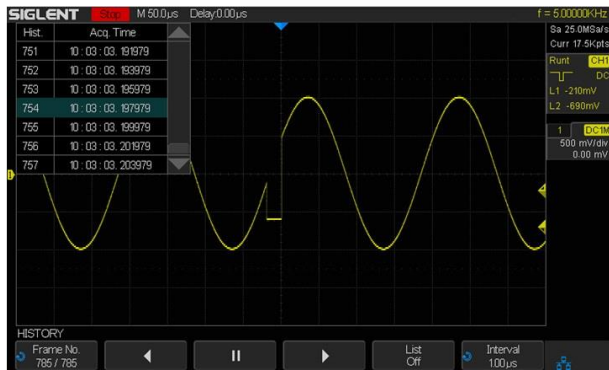 SIGLENT Stop M 50.0μs Delay:0.00μs f = 5.00000KHz
Sa 25.0MSa/s
Curr 17.5Kpts
Hist. Acq. Time
751 10 : 03 : 03. 191979
752 10 : 03 : 03. 193979
753 10 : 03 : 03. 195979
754 10 : 03 : 03. 197979
755 10 : 03 : 03. 199979
756 10 : 03 : 03. 201979
757 10 : 03 : 03. 203979
Runt CH1
DC
L1 -210mV
L2 -690mV
1 DC1M
500 mV/div
0.00 mV
HISTORY
Frame No.
785 / 785
List
Off
Interval
100μs